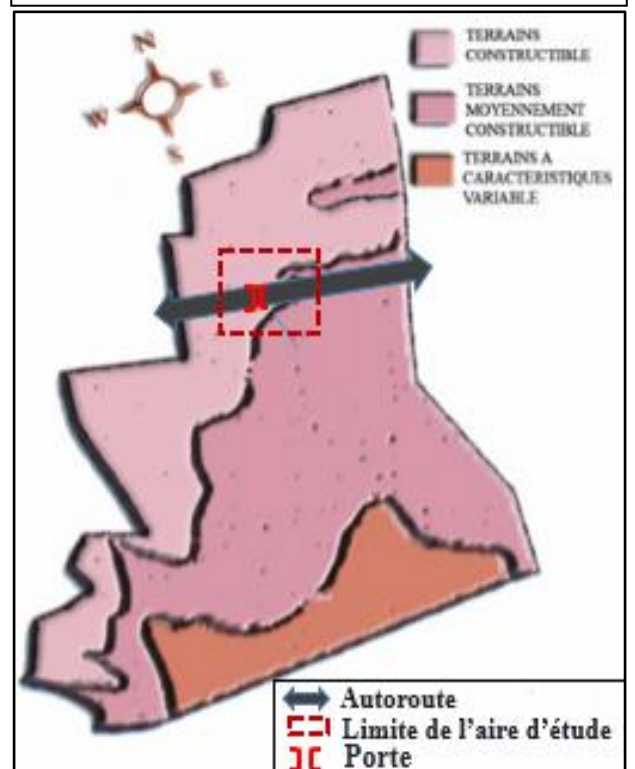 N
E
W
S
TERRAINS
CONSTRUCTIBLE
TERRAINS
MOYENNEMENT
CONSTRUCTIBLE
TERRAINS A
CARACTERISTIQUES
VARIABLE
Autoroute
Limite de l'aire d'étude
Porte